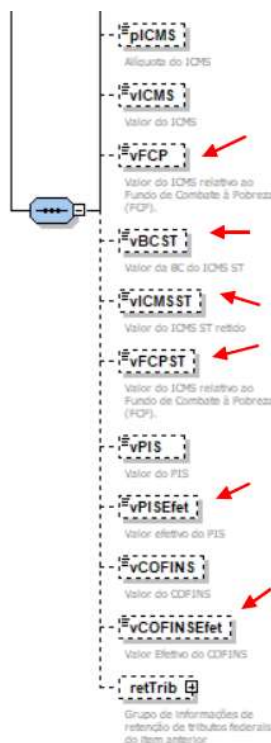 pICMS
Alíquota do ICMS
vICMS
Valor do ICMS
vFCP
Valor do ICMS relativo ao
Fundo de Combate à Pobreza
(FCP).
vBCST
Valor da BC do ICMS ST
vICMSST
Valor do ICMS ST retido
vFCPST
Valor do ICMS relativo ao
Fundo de Combate à Pobreza
(FCP).
vPIS
Valor do PIS
vPISEfet
Valor efetivo do PIS
vCOFINS
Valor do COFINS
vCOFINSEfet
Valor Efetivo do COFINS
retTrib
Grupo de informações de
retenção de tributos federais
do item anterior